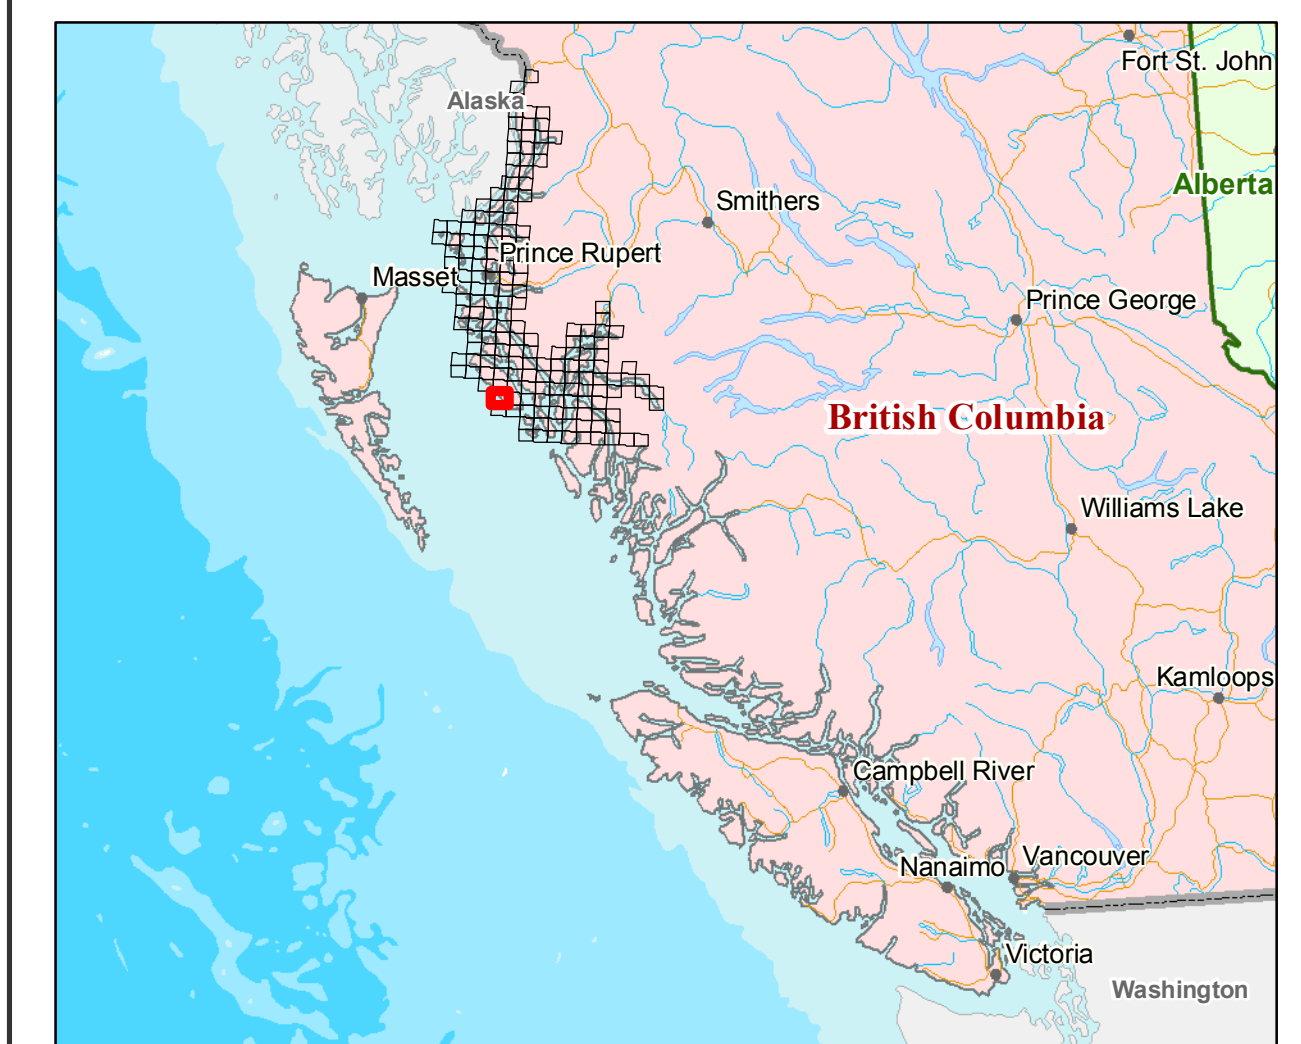 Fort St. John
Alaska
Alberta
Smithers
Prince Rupert
Masset
Prince George
British Columbia
Williams Lake
Kamloops
Campbell River
Vancouver
Nanaimo
Victoria
Washington